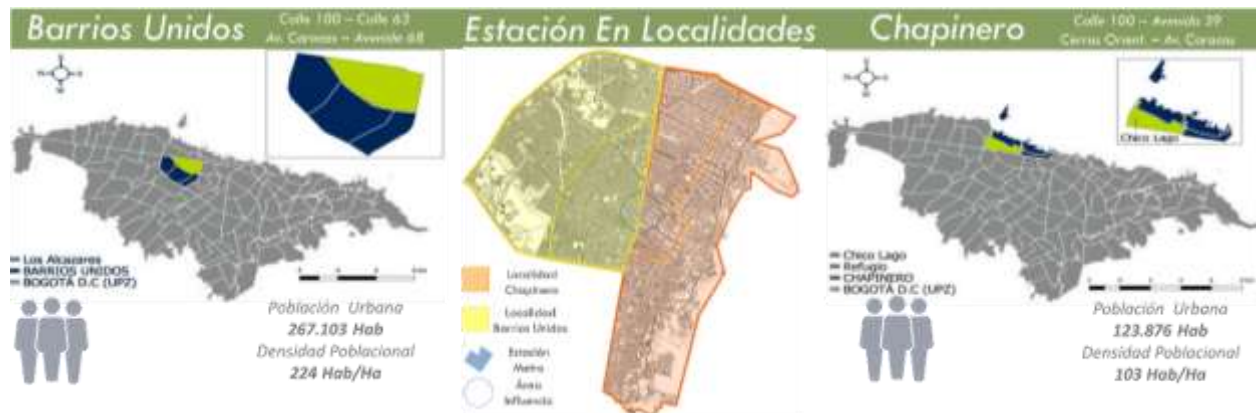 Barrios Unidos
Calle 100 – Calle 63
Av. Caracas – Avenida 68
Los Alcazares
BARRIOS UNIDOS
BOGOTÁ D.C (UPZ)
Población Urbana
267.103 Hab
Densidad Poblacional
224 Hab/Ha
Estación En Localidades
Localidad
Chapinero
Localidad
Barrios Unidos
Estación
Metro
Área
Influencia
Chapinero
Calle 100 – Avenida 39
Cerros Orient. – Av. Caracas
Chico Lago
Chico Lago
Refugio
CHAPINERO
BOGOTÁ D.C (UPZ)
Población Urbana
123.876 Hab
Densidad Poblacional
103 Hab/Ha